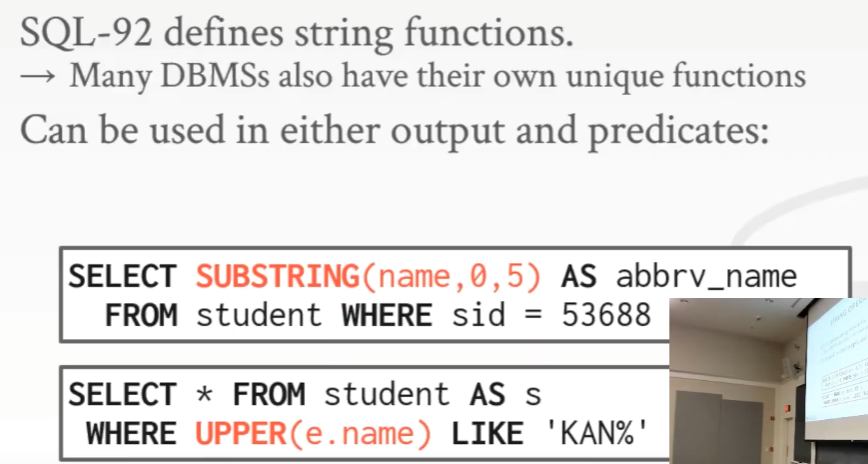 SQL-92 defines string functions.
→ Many DBMSs also have their own unique functions
Can be used in either output and predicates:
SELECT SUBSTRING(name,0,5) AS abbrv_name
FROM student WHERE sid = 53688
SELECT * FROM student AS s
WHERE UPPER(e.name) LIKE 'KAN%'